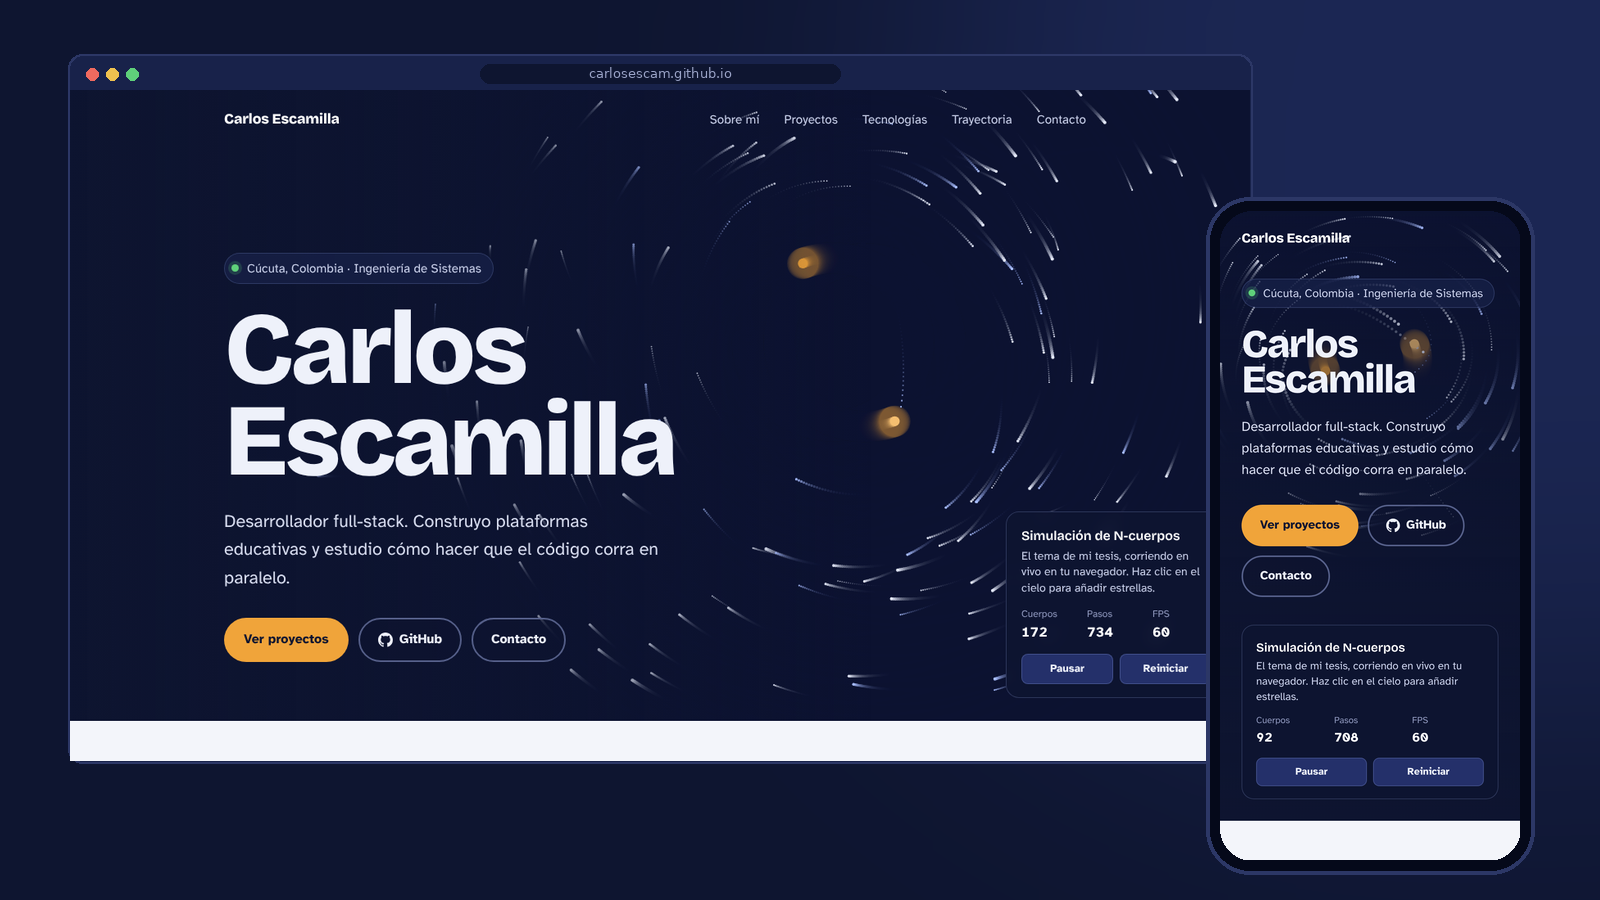 carlosescam.github.io
Carlos Escamilla
Sobre mí Proyectos Tecnologías Trayectoria Contacto
Cúcuta, Colombia · Ingeniería de Sistemas
Carlos
Escamilla
Desarrollador full-stack. Construyo plataformas
educativas y estudio cómo hacer que el código corra en
paralelo.
Ver proyectos GitHub Contacto
Simulación de N-cuerpos
El tema de mi tesis, corriendo en
vivo en tu navegador. Haz clic en el
cielo para añadir estrellas.
Cuerpos Pasos FPS
172 734 60
Pausar Reiniciar
Carlos Escamilla
Cúcuta, Colombia · Ingeniería de Sistemas
Carlos
Escamilla
Desarrollador full-stack. Construyo
plataformas educativas y estudio cómo
hacer que el código corra en paralelo.
Ver proyectos GitHub
Contacto
Simulación de N-cuerpos
El tema de mi tesis, corriendo en vivo en tu
navegador. Haz clic en el cielo para añadir
estrellas.
Cuerpos Pasos FPS
92 708 60
Pausar Reiniciar